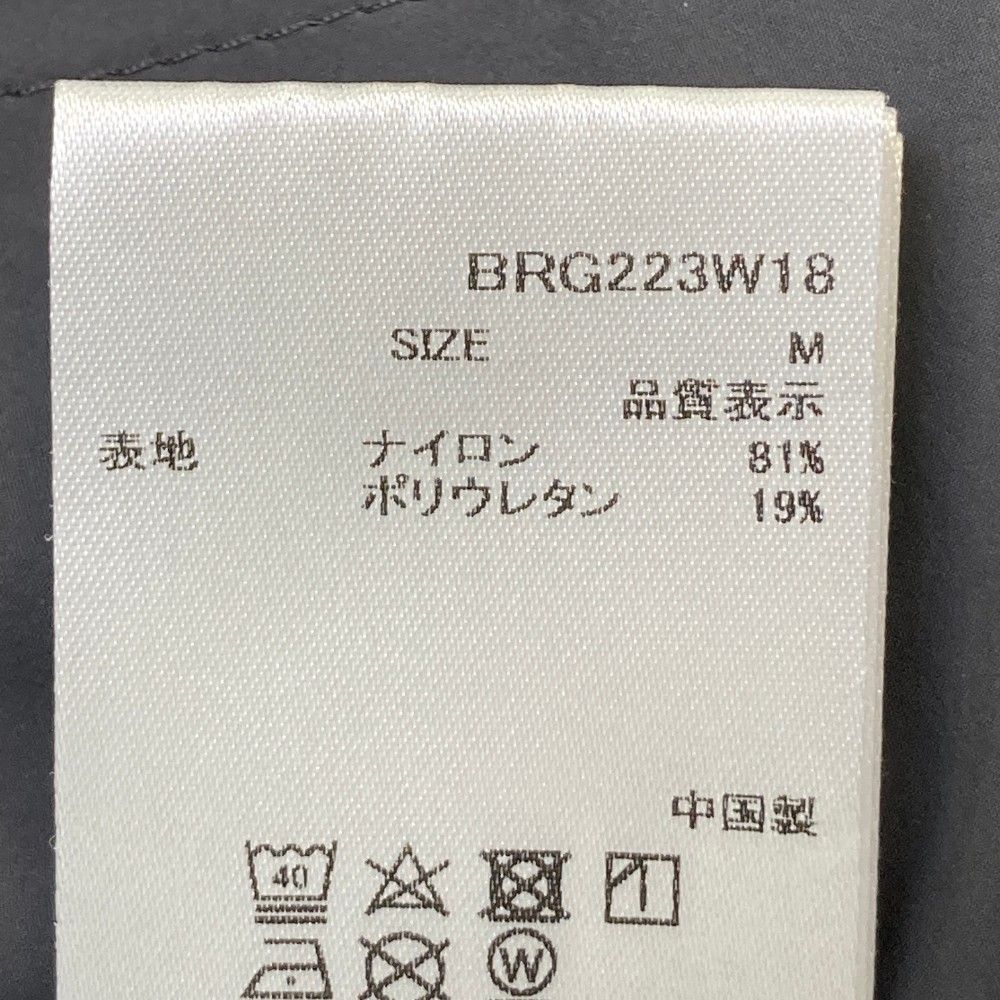 BRG223W18
SIZE M
品質表示
表地 ナイロン 81%
ポリウレタン 19%
中国製
40
W